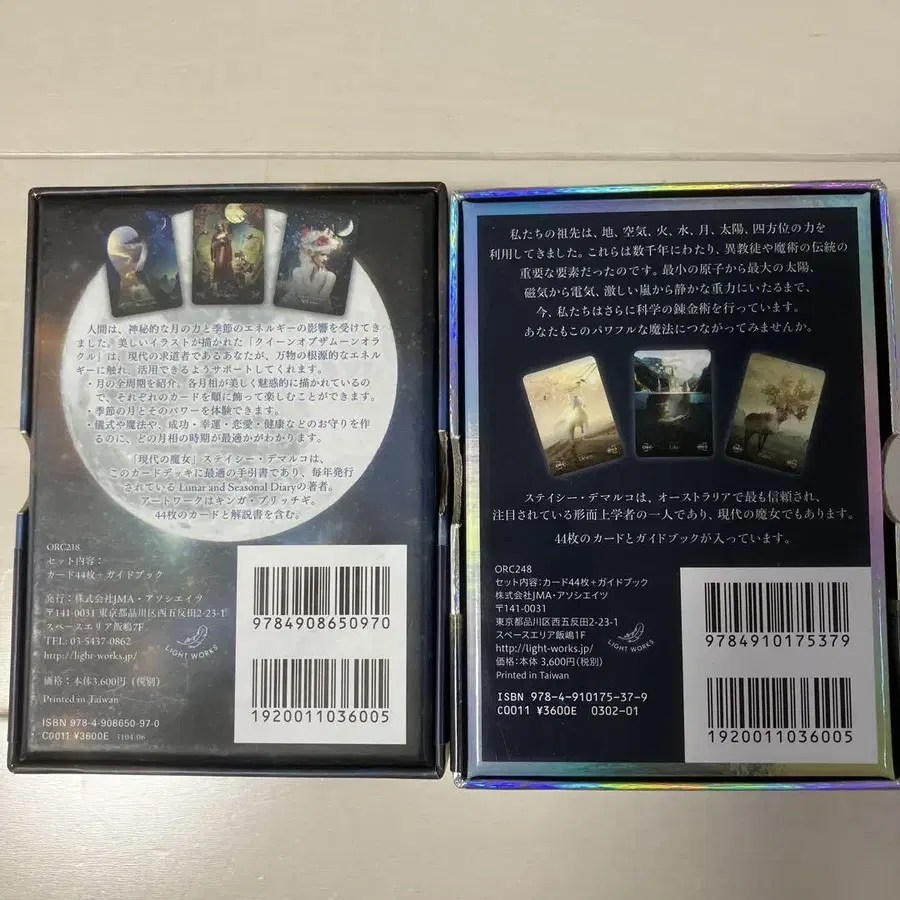 人間は、神秘的な月の力と季節のエネルギーの影響を受けてき
ました。美しいイラストが描かれた「クイーンオブザムーンオラ
クル」は、現代の求道者であるあなたが、万物の根源的なエネル
ギーに触れ、活用できるようサポートしてくれます。
・月の全周期を紹介。各月相が美しく魅惑的に描かれているの
で、それぞれのカードを順に飾って楽しむことができます。
・季節の月とそのパワーを体験できます。
・儀式や魔法や、成功・幸運・恋愛・健康などのお守りを作
るのに、どの月相の時期が最適かがわかります。
「現代の魔女」ステイシー・デマルコは、
このカードデッキに最適の手引書であり、毎年発行
されている Lunar and Seasonal Diaryの著者。
アートワークはキンガ・ブリッチギ。
44枚のカードと解説書を含む。
ORC218
セット内容:
カード44枚+ガイドブック
発行:株式会社JMA・アソシエイツ
〒141-0031 東京都品川区西五反田2-23-1
スペースエリア飯嶋7F
TEL: 03-5437-0862
http://light-works.jp/
LIGHT WORKS
価格:本体3,600円(税別)
Printed in Taiwan
ISBN 978-4-908650-97-0
C0011 ¥3600E 3104-06
9784908650970
1920011036005
私たちの祖先は、地、空気、火、水、月、太陽、四方位の力を
利用してきました。これらは数千年にわたり、異教徒や魔術の伝統の
重要な要素だったのです。最小の原子から最大の太陽、
磁気から電気、激しい嵐から静かな重力にいたるまで、
今、私たちはさらに科学の錬金術を行っています。
あなたもこのパワフルな魔法につながってみませんか。
ステイシー・デマルコは、オーストラリアで最も信頼され、
注目されている形而上学者の一人であり、現代の魔女でもあります。
44枚のカードとガイドブックが入っています。
ORC248
セット内容:カード44枚+ガイドブック
株式会社JMA・アソシエイツ
〒141-0031
東京都品川区西五反田2-23-1
スペースエリア飯嶋1F
http://light-works.jp/
価格:本体 3,600円(税別)
Printed in Taiwan
LIGHT WORKS
ISBN 978-4-910175-37-9
C0011 ¥3600E 0302-01
9784910175379
1920011036005